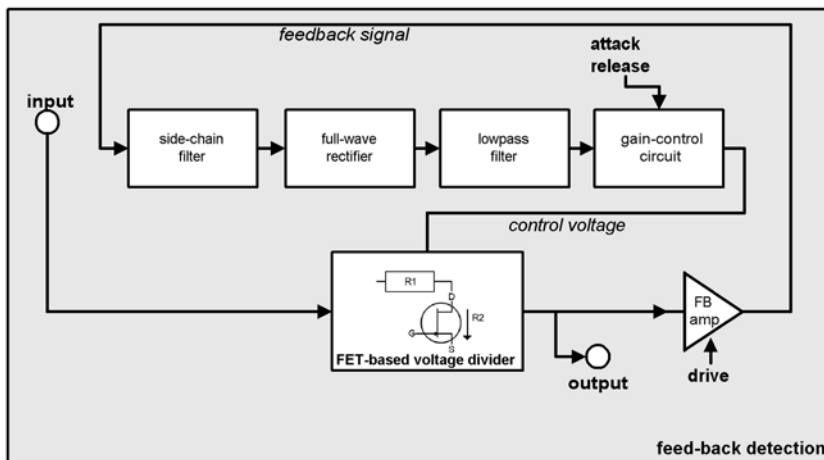 feedback signal
attack
release
input
side-chain
filter
full-wave
rectifier
lowpass
filter
gain-control
circuit
control voltage
R1
D
R2
G
S
FET-based voltage divider
FB
amp
output
drive
feed-back detection